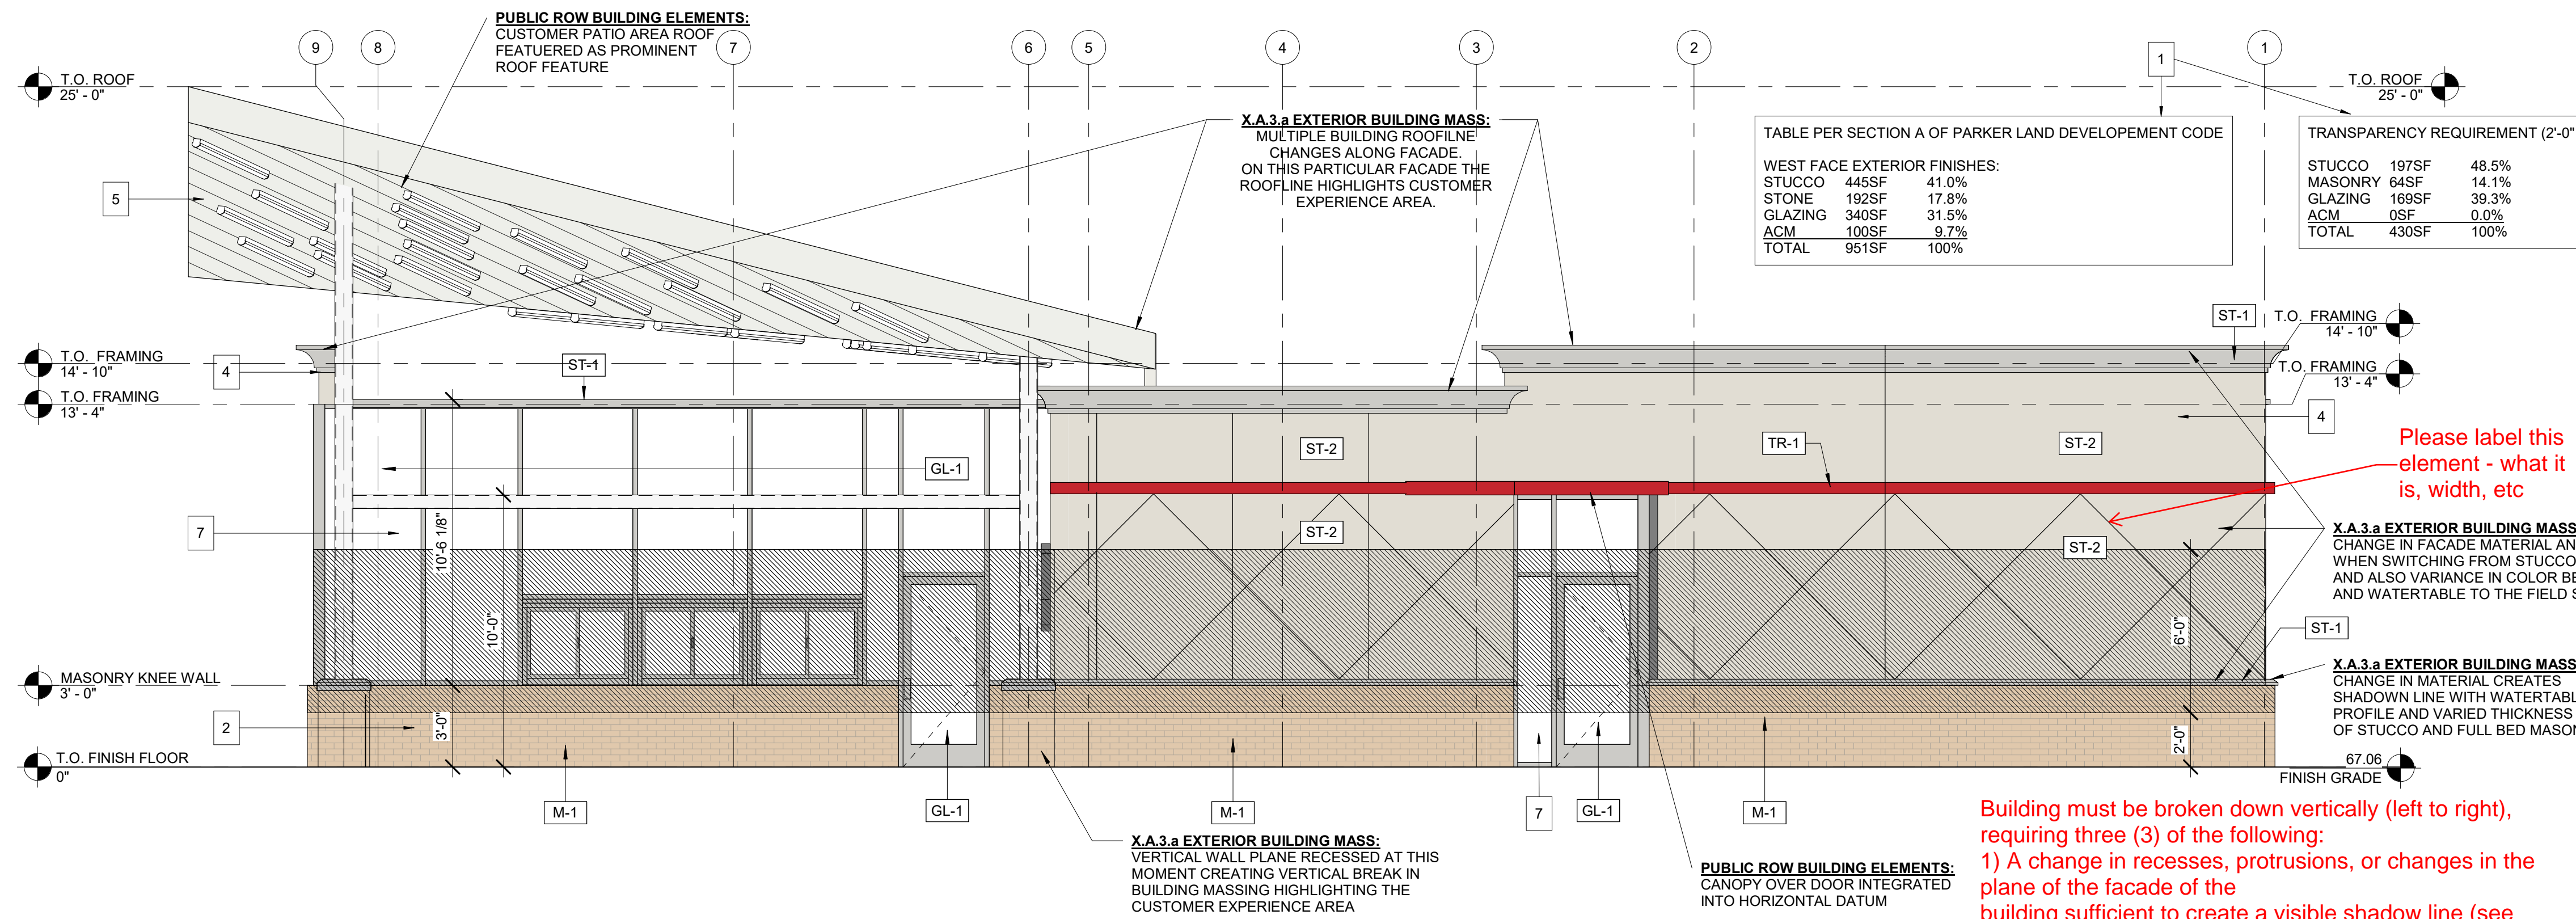 PUBLIC ROW BUILDING ELEMENTS:
CUSTOMER PATIO AREA ROOF
FEATUERED AS PROMINENT
ROOF FEATURE
9
8
7
6
5
4
3
2
1
1
T.O. ROOF
25' - 0"
T.O. ROOF
25' - 0"
X.A.3.a EXTERIOR BUILDING MASS:
MULTIPLE BUILDING ROOFILNE
CHANGES ALONG FACADE.
ON THIS PARTICULAR FACADE THE
ROOFLINE HIGHLIGHTS CUSTOMER
EXPERIENCE AREA.
TABLE PER SECTION A OF PARKER LAND DEVELOPEMENT CODE
WEST FACE EXTERIOR FINISHES:
STUCCO 445SF 41.0%
STONE 192SF 17.8%
GLAZING 340SF 31.5%
ACM 100SF 9.7%
TOTAL 951SF 100%
TRANSPARENCY REQUIREMENT (2'-0"
STUCCO 197SF 48.5%
MASONRY 64SF 14.1%
GLAZING 169SF 39.3%
ACM 0SF 0.0%
TOTAL 430SF 100%
5
ST-1
T.O. FRAMING
14' - 10"
T.O. FRAMING
14' - 10"
4
ST-1
T.O. FRAMING
13' - 4"
T.O. FRAMING
13' - 4"
4
ST-2
TR-1
ST-2
GL-1
Please label this
element - what it
is, width, etc
7
10'-6 1/8"
10'-0"
ST-2
ST-2
X.A.3.a EXTERIOR BUILDING MASS
CHANGE IN FACADE MATERIAL AN
WHEN SWITCHING FROM STUCCO
AND ALSO VARIANCE IN COLOR BE
AND WATERTABLE TO THE FIELD S
6'-0"
ST-1
MASONRY KNEE WALL
3' - 0"
X.A.3.a EXTERIOR BUILDING MASS
CHANGE IN MATERIAL CREATES
SHADOWN LINE WITH WATERTABL
PROFILE AND VARIED THICKNESS
OF STUCCO AND FULL BED MASON
2
3'-0"
2'-0"
T.O. FINISH FLOOR
0"
67.06
FINISH GRADE
M-1
GL-1
M-1
7
GL-1
M-1
X.A.3.a EXTERIOR BUILDING MASS:
VERTICAL WALL PLANE RECESSED AT THIS
MOMENT CREATING VERTICAL BREAK IN
BUILDING MASSING HIGHLIGHTING THE
CUSTOMER EXPERIENCE AREA
PUBLIC ROW BUILDING ELEMENTS:
CANOPY OVER DOOR INTEGRATED
INTO HORIZONTAL DATUM
Building must be broken down vertically (left to right),
requiring three (3) of the following:
1) A change in recesses, protrusions, or changes in the
plane of the facade of the
building sufficient to create a visible shadow line (see